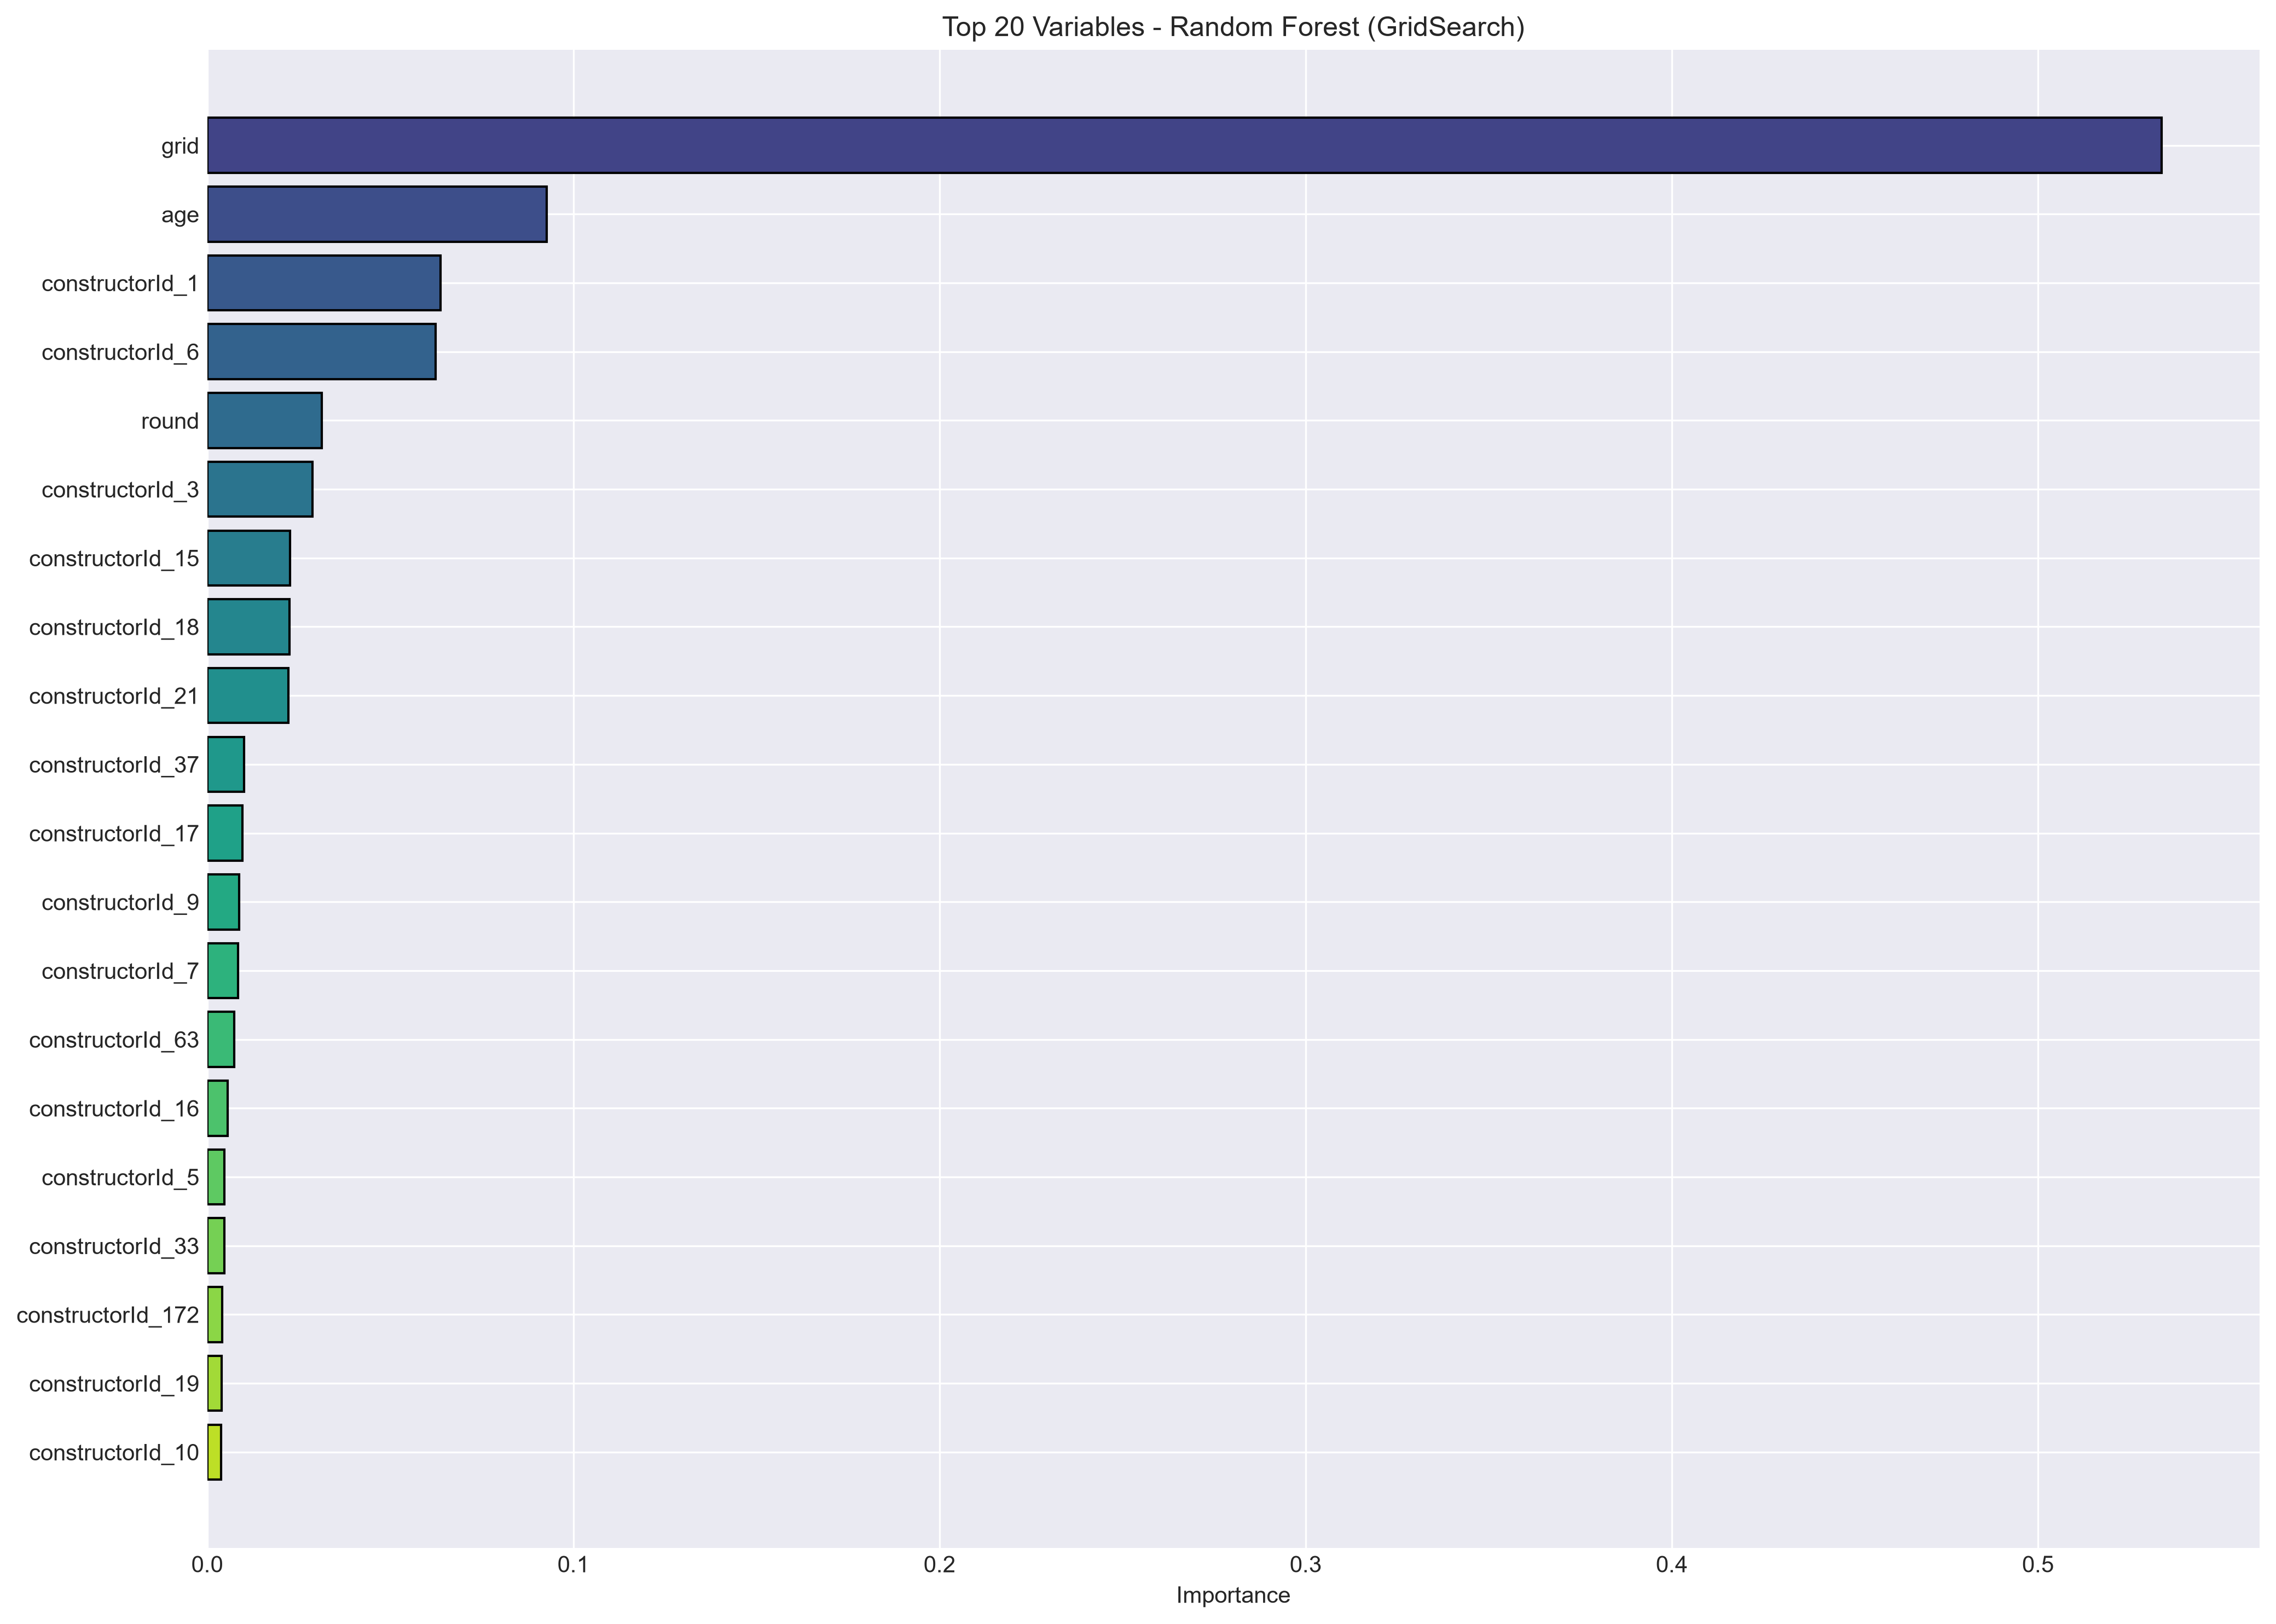 Top 20 Variables - Random Forest (GridSearch)
grid
age
constructorId_1
constructorId_6
round
constructorId_3
constructorId_15
constructorId_18
constructorId_21
constructorId_37
constructorId_17
constructorId_9
constructorId_7
constructorId_63
constructorId_16
constructorId_5
constructorId_33
constructorId_172
constructorId_19
constructorId_10
0.0 0.1 0.2 0.3 0.4 0.5
Importance